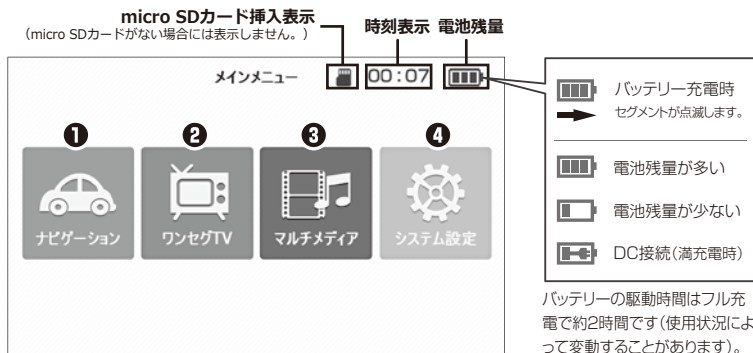 micro SDカード挿入表示
（micro SDカードがない場合には表示しません。）
時刻表示
電池残量
メインメニュー
00:07
❶
❷
❸
❹
ナビゲーション
ワンセグTV
マルチメディア
システム設定
バッテリー充電時
セグメントが点滅します。
電池残量が多い
電池残量が少ない
DC接続（満充電時）
バッテリーの駆動時間はフル充
電で約2時間です（使用状況によ
って変動することがあります）。